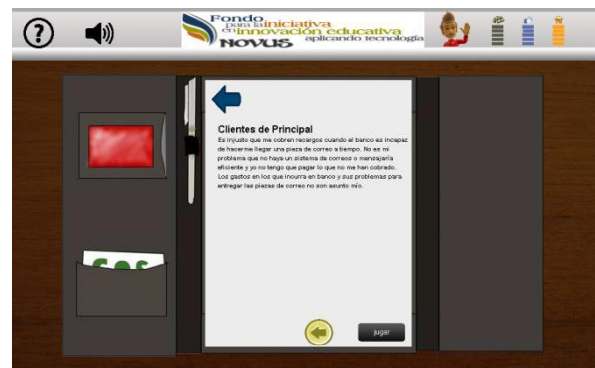 ?
Fondo
para la iniciativa
en innovación educativa
NOVUS aplicando tecnología
Clientes de Principal
Es injusto que me cobren recargos cuando el banco es incapaz
de hacerme llegar una pieza de correo a tiempo. No es mi
problema que no haya un sistema de correos o mensajería
eficiente y yo no tengo que pagar lo que no me han cobrado.
Los gastos en los que incurra en banco y sus problemas para
entregar las piezas de correo no son asunto mío.
jugar